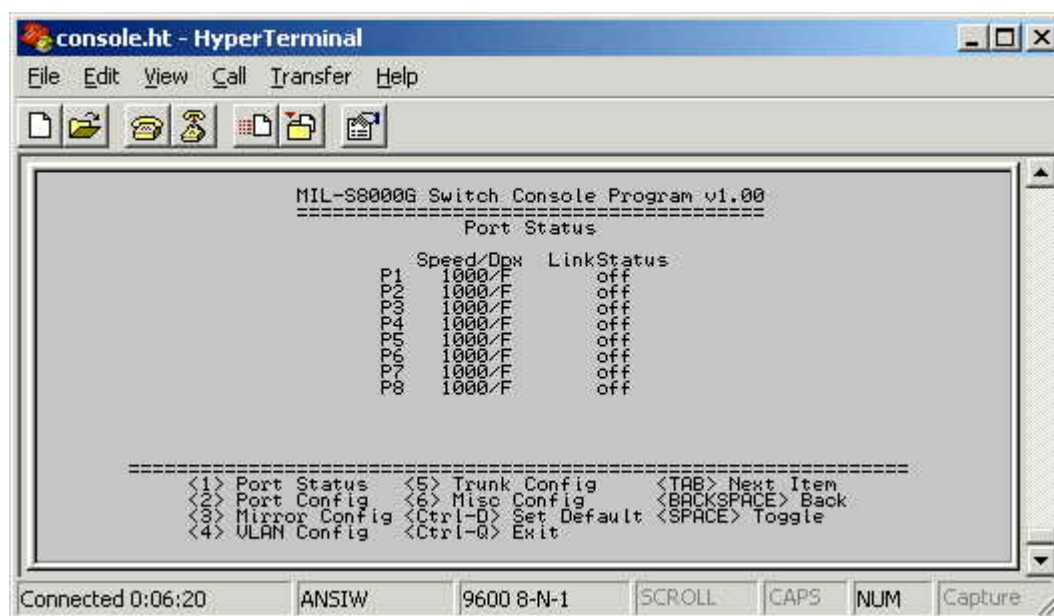 console.ht - HyperTerminal
File Edit View Call Transfer Help
MIL-S8000G Switch Console Program v1.00
=======================================
Port Status
Speed/Dpx LinkStatus
P1 1000/F off
P2 1000/F off
P3 1000/F off
P4 1000/F off
P5 1000/F off
P6 1000/F off
P7 1000/F off
P8 1000/F off
=================================================================
<1> Port Status <5> Trunk Config <TAB> Next Item
<2> Port Config <6> Misc Config <BACKSPACE> Back
<3> Mirror Config <Ctrl-D> Set Default <SPACE> Toggle
<4> VLAN Config <Ctrl-Q> Exit
Connected 0:06:20 ANSIW 9600 8-N-1 SCROLL CAPS NUM Capture